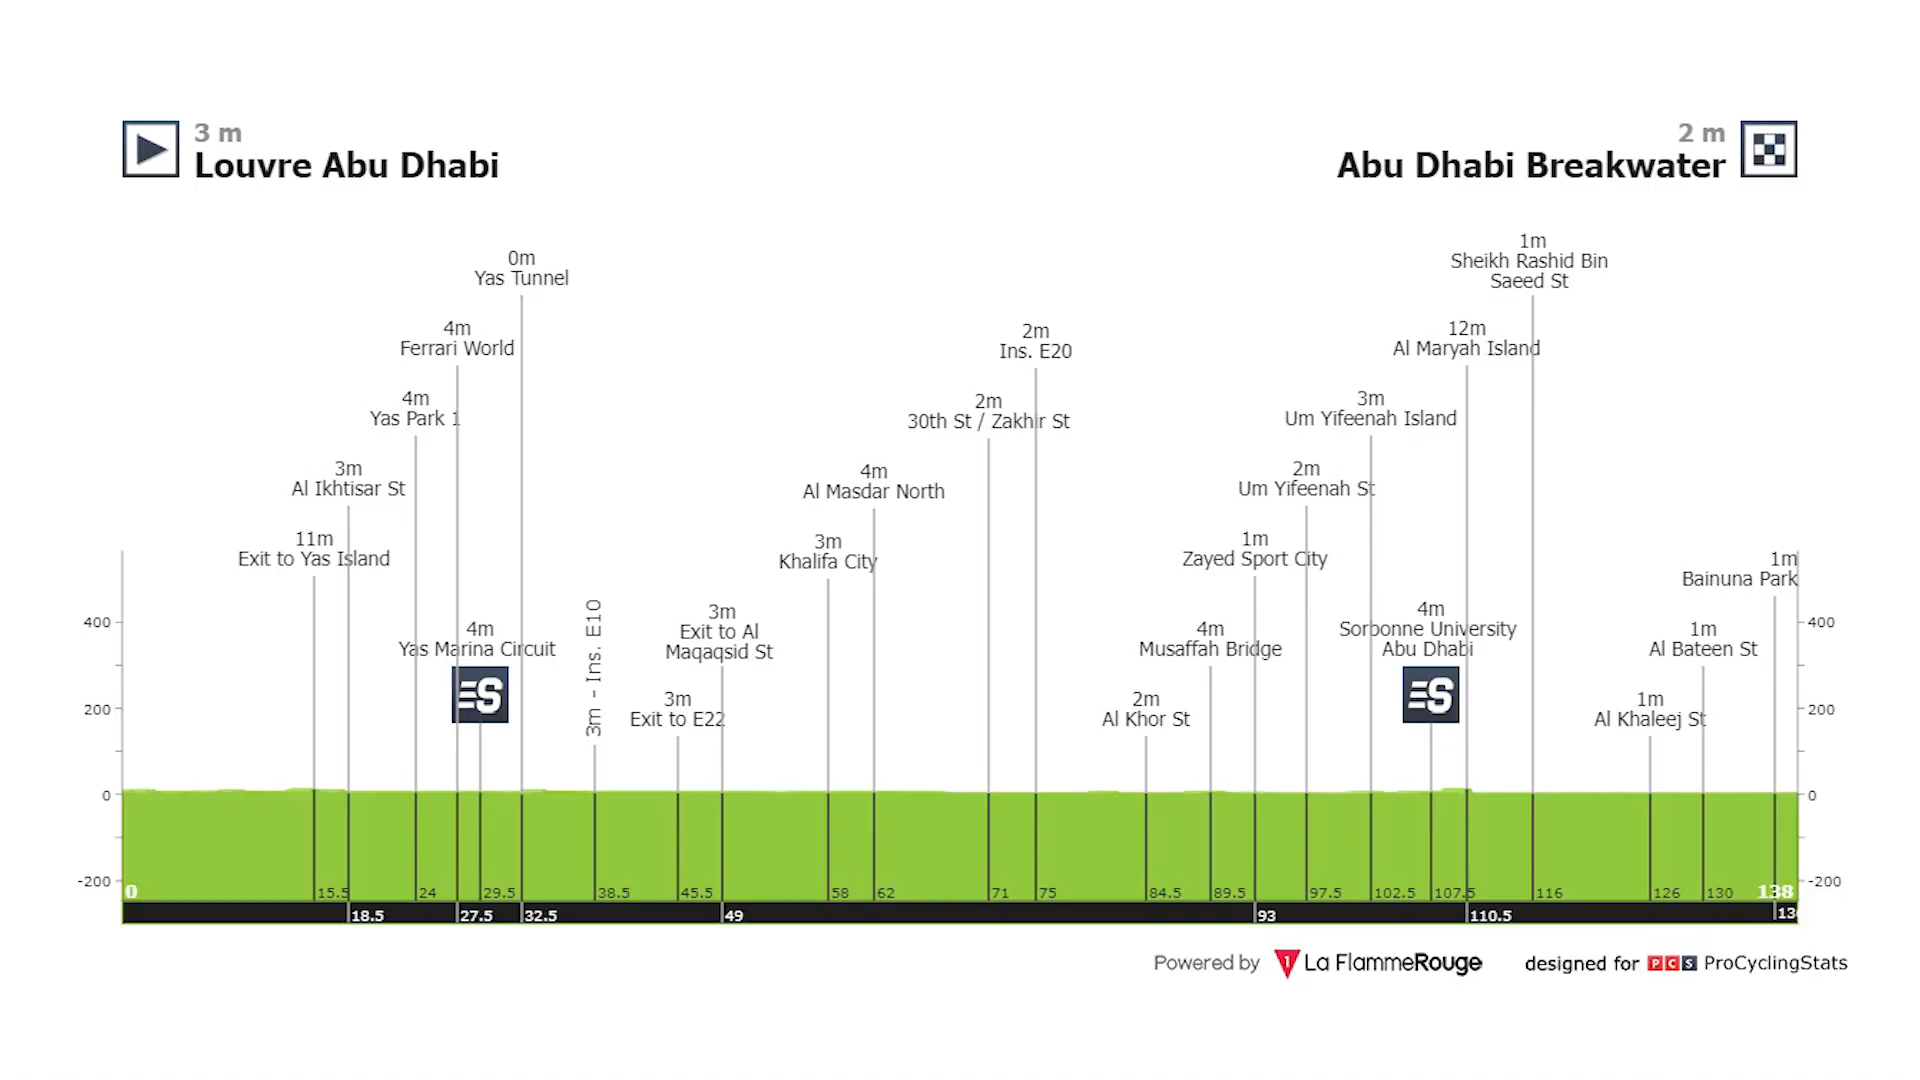 3 m
Louvre Abu Dhabi
2 m
Abu Dhabi Breakwater
11m
Exit to Yas Island
3m
Al Ikhtisar St
4m
Yas Park 1
4m
Ferrari World
4m
Yas Marina Circuit
S
0m
Yas Tunnel
3m - Ins. E10
3m
Exit to E22
3m
Exit to Al
Maqaqsid St
3m
Khalifa City
4m
Al Masdar North
2m
30th St / Zakhir St
2m
Ins. E20
2m
Al Khor St
4m
Musaffah Bridge
1m
Zayed Sport City
2m
Um Yifeenah St
3m
Um Yifeenah Island
4m
Sorbonne University
Abu Dhabi
S
12m
Al Maryah Island
1m
Sheikh Rashid Bin
Saeed St
1m
Al Khaleej St
1m
Al Bateen St
1m
Bainuna Park
400
200
0
-200
400
200
0
-200
0 15.5 24 29.5 38.5 45.5 58 62 71 75 84.5 89.5 97.5 102.5 107.5 116 126 130 138
18.5 27.5 32.5 49 93 110.5
Powered by 1 La FlammeRouge designed for PCS ProCyclingStats